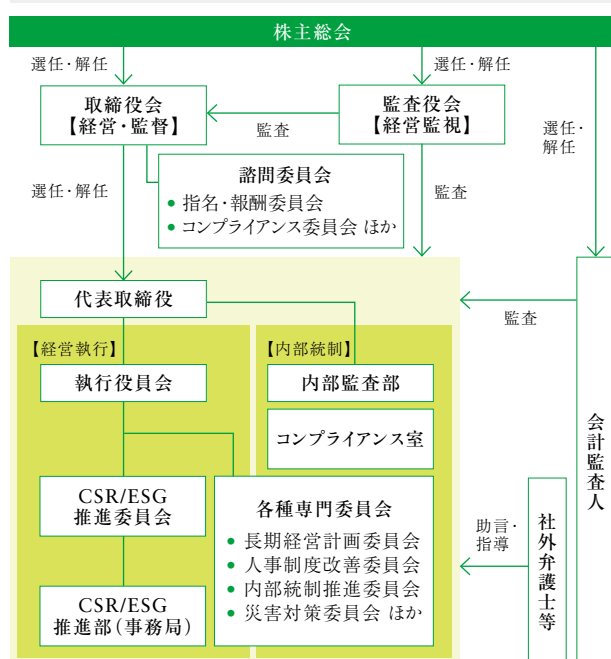 株主総会
選任・解任
選任・解任
取締役会
【経営・監督】
監査
監査役会
【経営監視】
選任・
解任
諮問委員会
• 指名・報酬委員会
• コンプライアンス委員会 ほか
選任・解任
監査
代表取締役
監査
【経営執行】
【内部統制】
執行役員会
内部監査部
コンプライアンス室
会計監査人
CSR/ESG
推進委員会
各種専門委員会
• 長期経営計画委員会
• 人事制度改善委員会
• 内部統制推進委員会
• 災害対策委員会 ほか
助言・
指導
社外弁護士等
CSR/ESG
推進部(事務局)